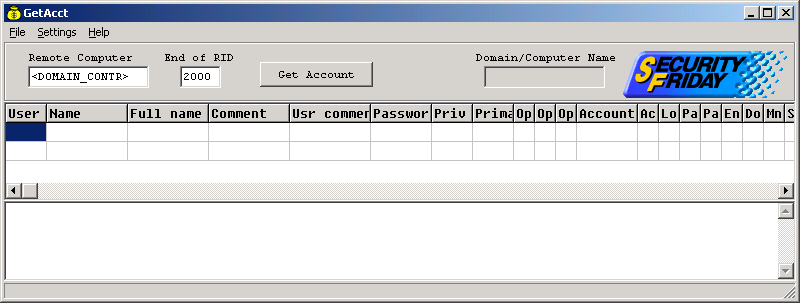 GetAcct
File Settings Help
Remote Computer End of RID Domain/Computer Name
<DOMAIN_CONTR> 2000 Get Account
SECURITY
FRIDAY
User Name Full name Comment Usr commer Passwor Priv Prima Op Op Op Account Ac Lo Pa Pa En Do Mn S